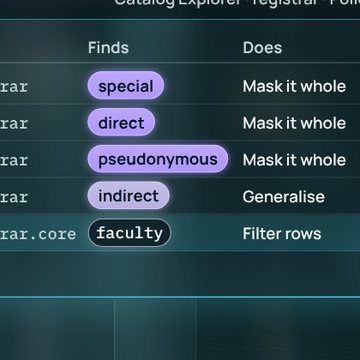 Finds Does
rar special Mask it whole
rar direct Mask it whole
rar pseudonymous Mask it whole
rar indirect Generalise
rar.core faculty Filter rows